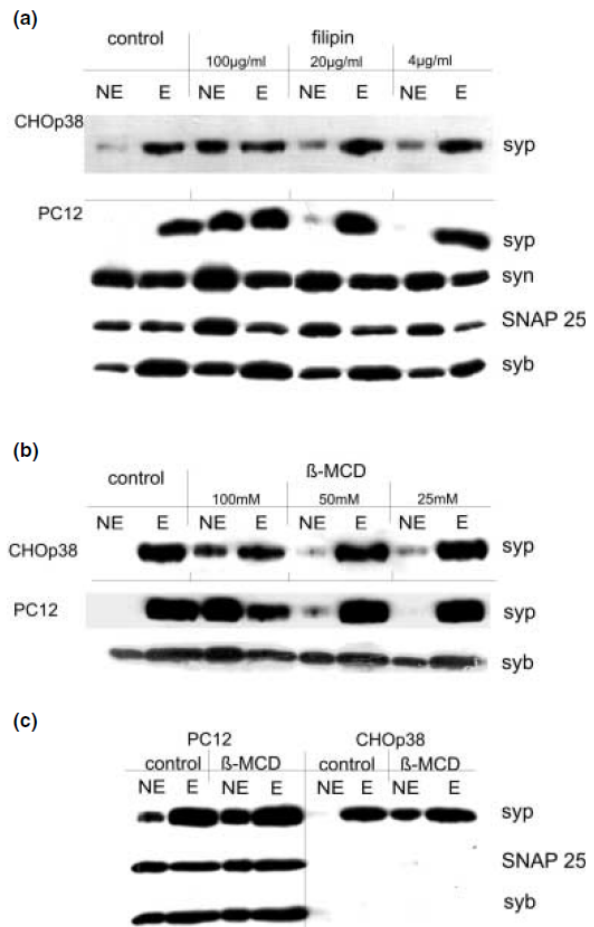 (a)
control filipin
100µg/ml 20µg/ml 4µg/ml
NE E NE E NE E NE E
CHOp38
syp
PC12
syp
syn
SNAP 25
syb
(b)
control ß-MCD
100mM 50mM 25mM
NE E NE E NE E NE E
CHOp38 syp
PC12 syp
syb
(c)
PC12 CHOp38
control ß-MCD control ß-MCD
NE E NE E NE E NE E
syp
SNAP 25
syb